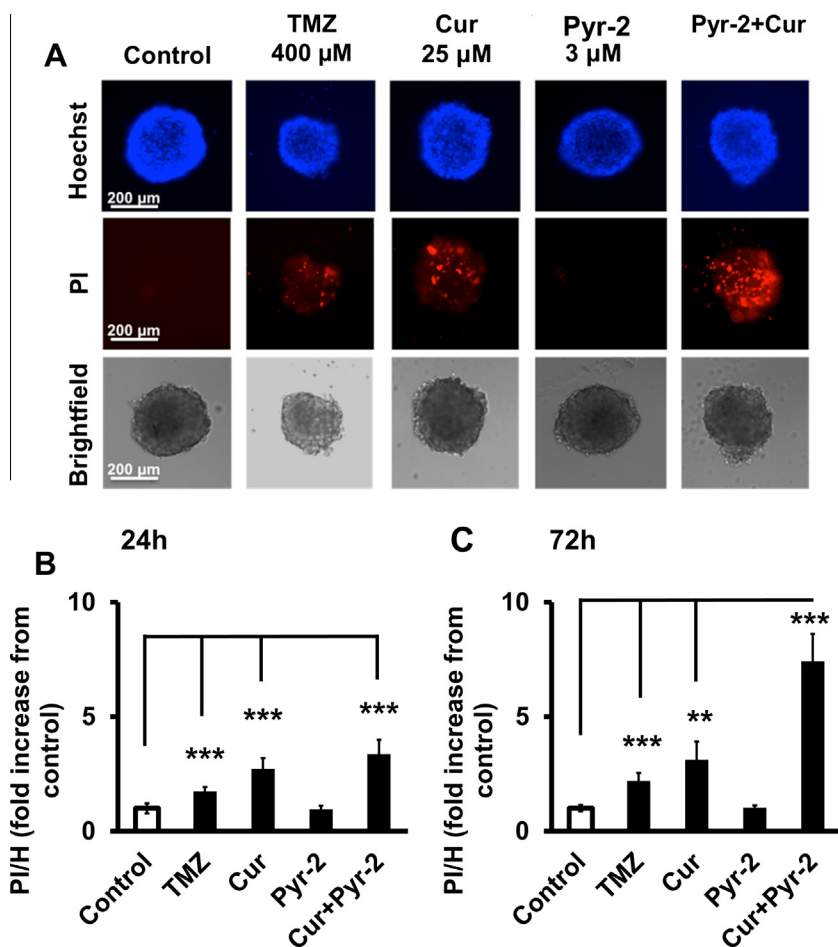 A
Control
TMZ
400 µM
Cur
25 µM
Pyr-2
3 µM
Pyr-2+Cur
Hoechst
200 µm
PI
200 µm
Brightfield
200 µm
B
24h
PI/H (fold increase from
control)
10
5
0
***
***
***
Control
TMZ
Cur
Pyr-2
Cur+Pyr-2
C
72h
PI/H (fold increase from
control)
10
5
0
***
**
***
Control
TMZ
Cur
Pyr-2
Cur+Pyr-2